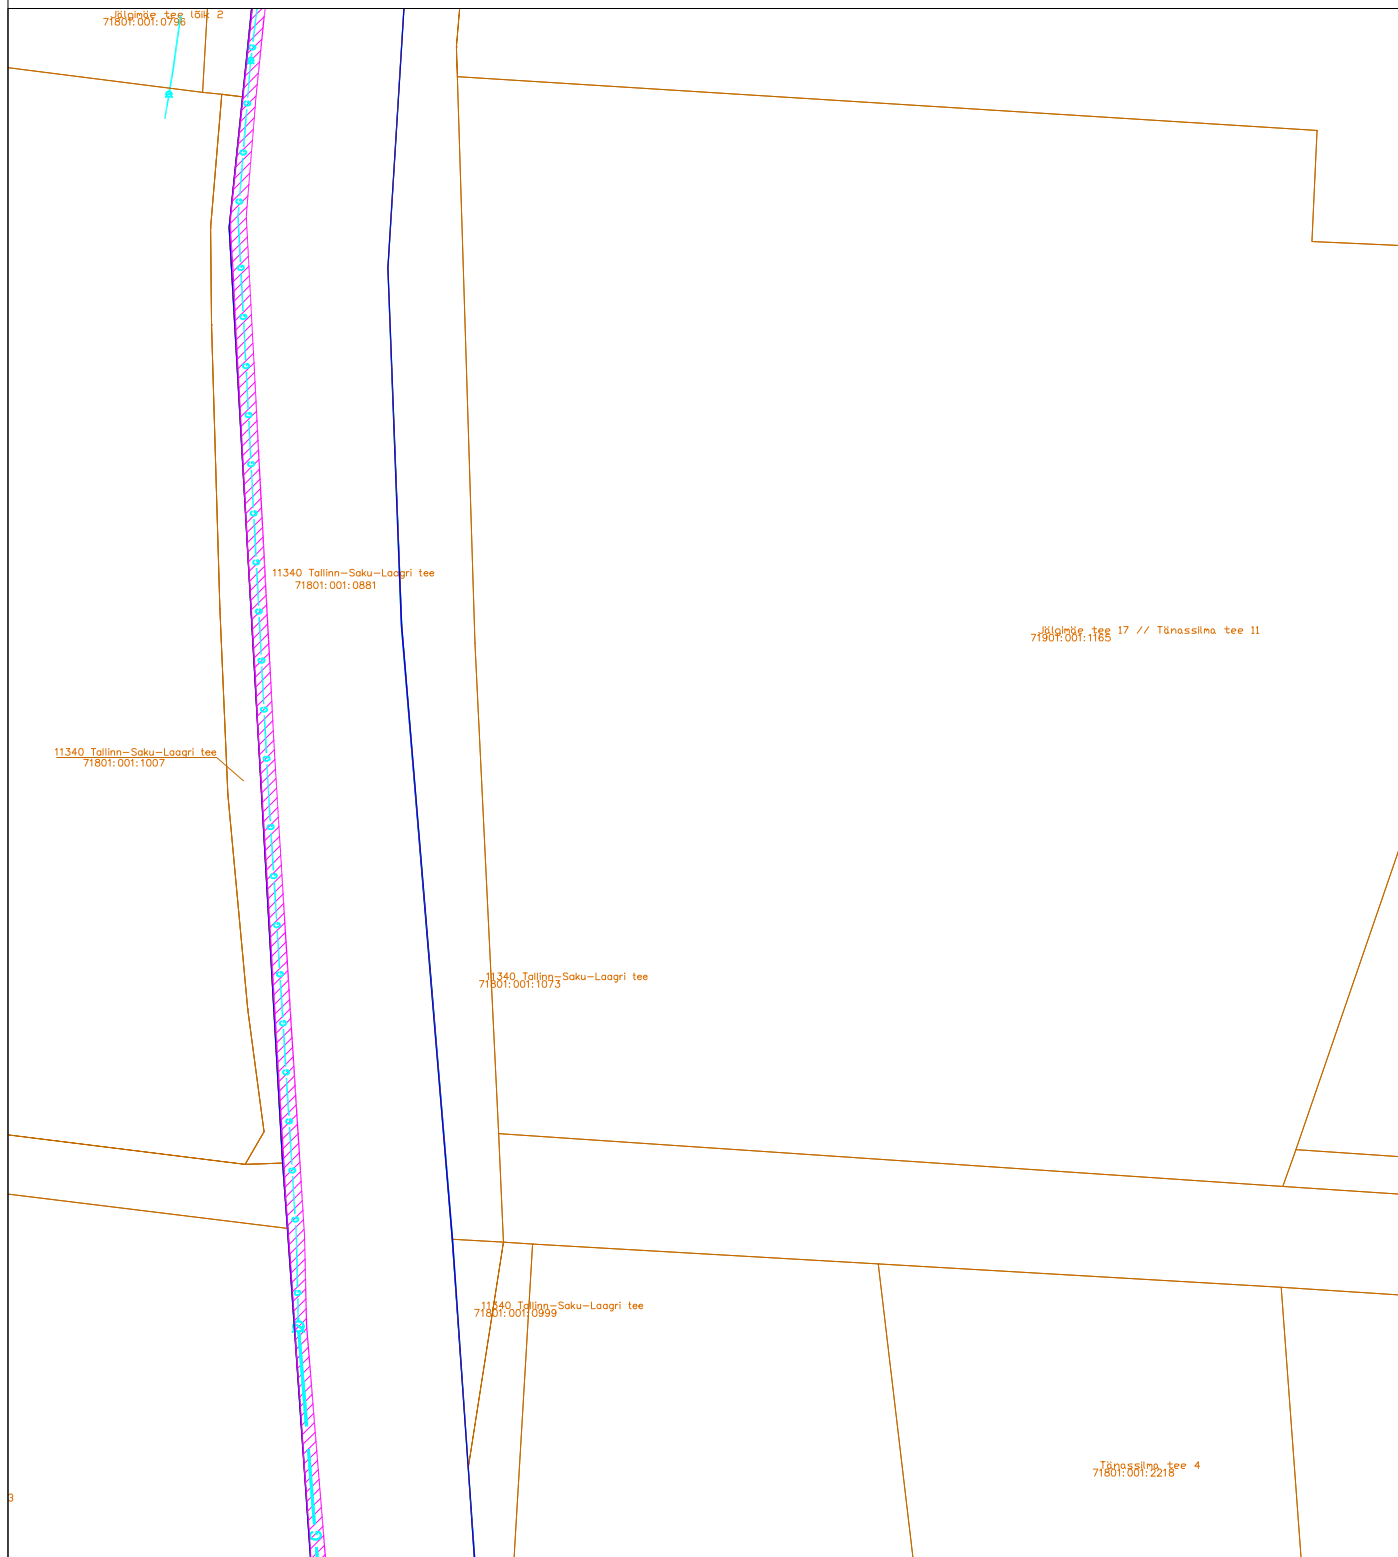 Jälgimäe tee lõik 2
71801:001:0796
11340 Tallinn-Saku-Laagri tee
71801:001:0881
Jälgimäe tee 17 // Tänassilma tee 11
71901:001:1165
11340 Tallinn-Saku-Laagri tee
71801:001:1007
11340 Tallinn-Saku-Laagri tee
71801:001:1073
11340 Tallinn-Saku-Laagri tee
71801:001:0999
Tänassilma tee 4
71801:001:2218
3